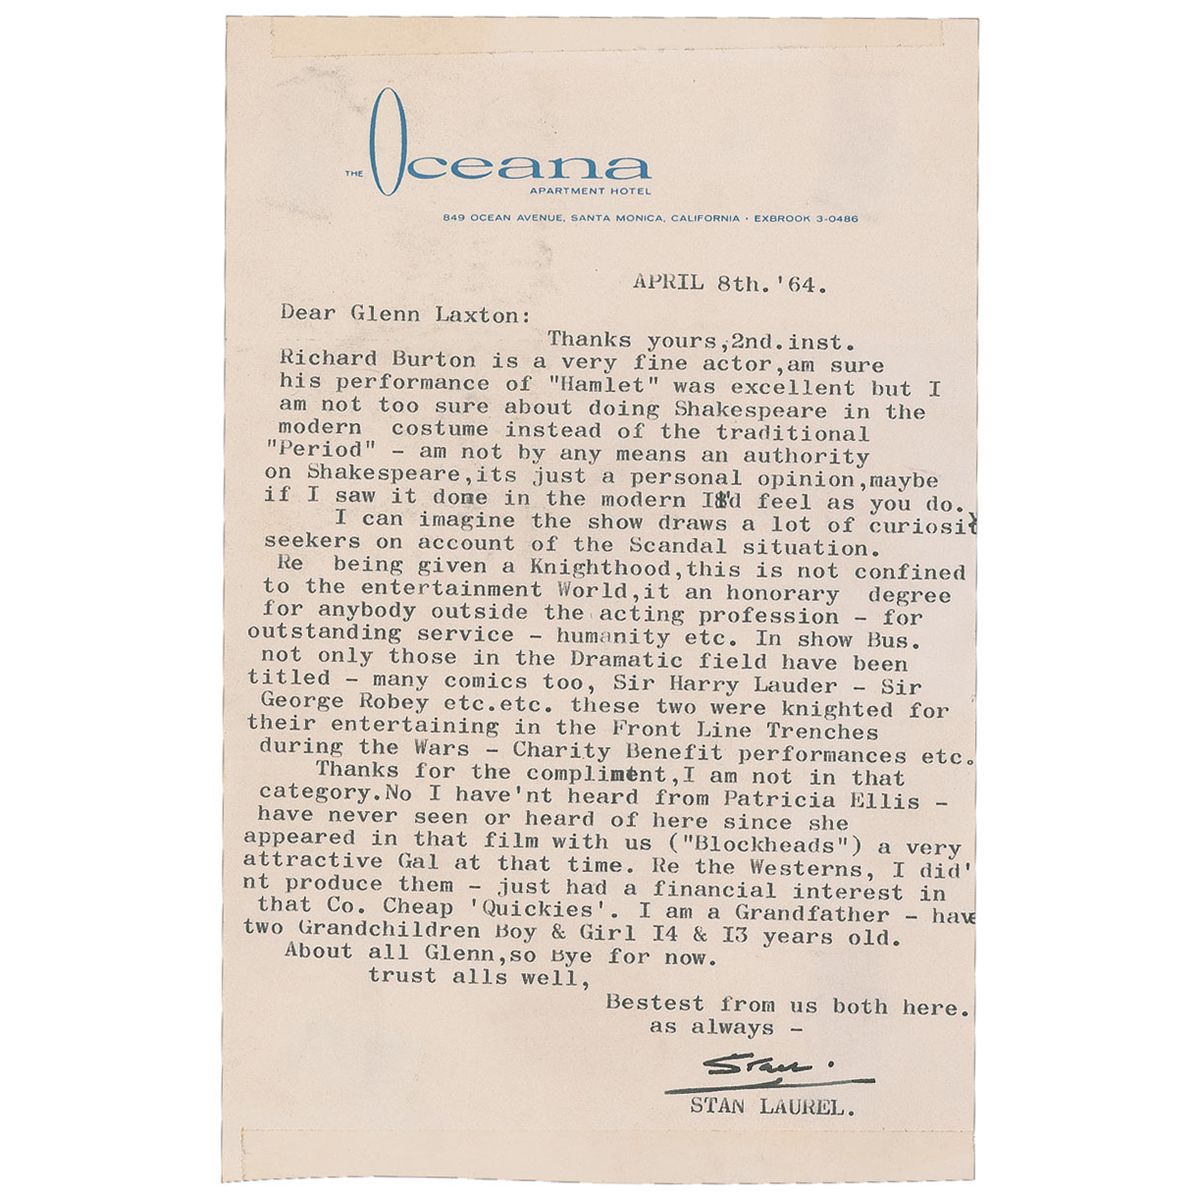 THE Oceana
APARTMENT HOTEL
849 OCEAN AVENUE, SANTA MONICA, CALIFORNIA · EXBROOK 3-0486
APRIL 8th.'64.
Dear Glenn Laxton:
Thanks yours,2nd.inst.
Richard Burton is a very fine actor,am sure
his performance of "Hamlet" was excellent but I
am not too sure about doing Shakespeare in the
modern costume instead of the traditional
"Period" - am not by any means an authority
on Shakespeare,its just a personal opinion,maybe
if I saw it done in the modern I'd feel as you do.
I can imagine the show draws a lot of curiosity
seekers on account of the Scandal situation.
Re being given a Knighthood,this is not confined
to the entertainment World,it an honorary degree
for anybody outside the acting profession - for
outstanding service - humanity etc. In show Bus.
not only those in the Dramatic field have been
titled - many comics too, Sir Harry Lauder - Sir
George Robey etc.etc. these two were knighted for
their entertaining in the Front Line Trenches
during the Wars - Charity Benefit performances etc.
Thanks for the compliment,I am not in that
category.No I have'nt heard from Patricia Ellis -
have never seen or heard of here since she
appeared in that film with us ("Blockheads") a very
attractive Gal at that time. Re the Westerns, I did'
nt produce them - just had a financial interest in
that Co. Cheap 'Quickies'. I am a Grandfather - have
two Grandchildren Boy & Girl I4 & I3 years old.
About all Glenn,so Bye for now.
trust alls well,
Bestest from us both here.
as always -
Stan.
STAN LAUREL.